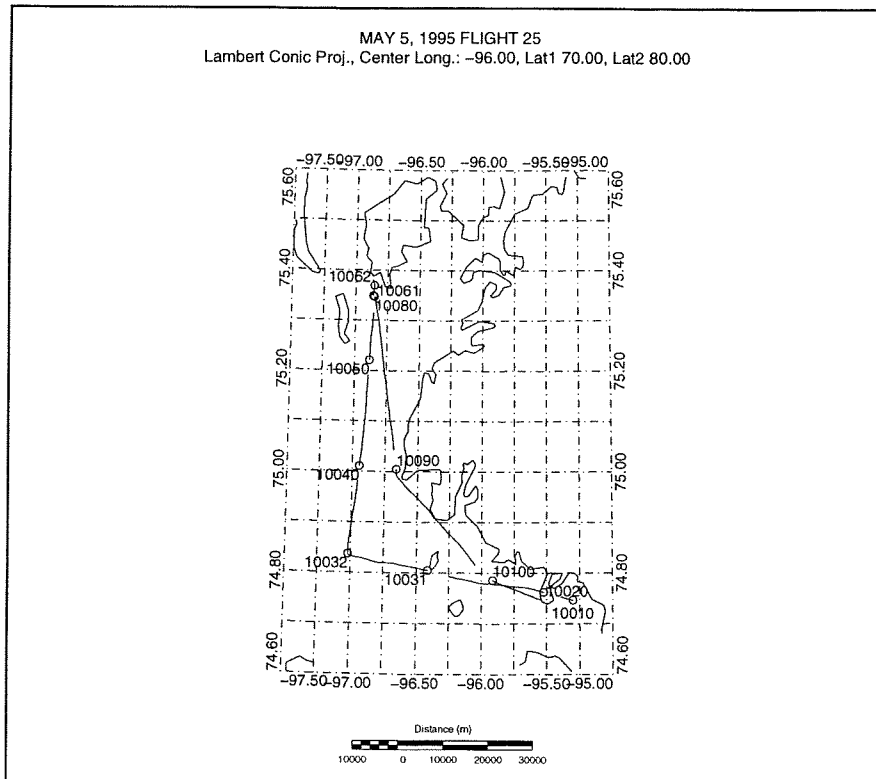 MAY 5, 1995 FLIGHT 25
Lambert Conic Proj., Center Long.: −96.00, Lat1 70.00, Lat2 80.00
−97.50 −97.00 −96.50 −96.00 −95.50 −95.00
75.60 75.60
75.40 75.40
10062
10061
10080
75.20 75.20
10050
10090
75.00 75.00
10040
10032
10031
10100
74.80 74.80
10020
10010
74.60 74.60
−97.50 −97.00 −96.50 −96.00 −95.50 −95.00
Distance (m)
10000 0 10000 20000 30000